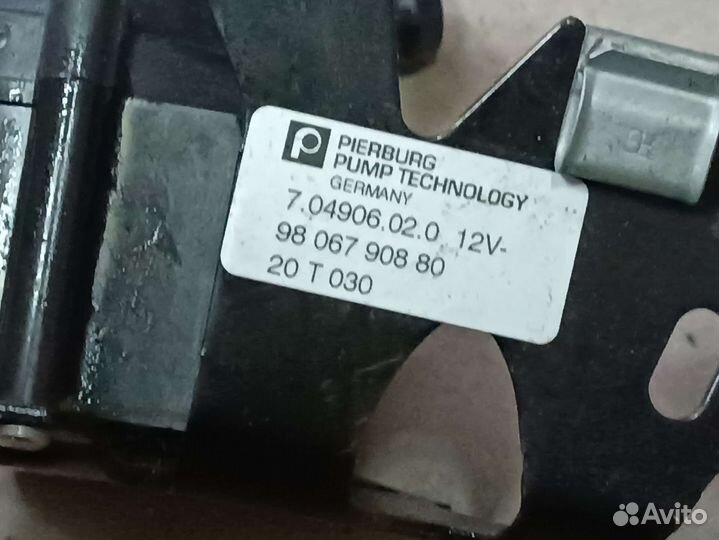 PIERBURG
PUMP TECHNOLOGY
GERMANY
7.04906.02.0 12V-
98 067 908 80
20 T 030
Avito